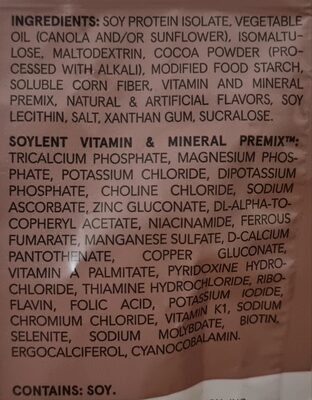 INGREDIENTS: SOY PROTEIN ISOLATE, VEGETABLE
OIL (CANOLA AND/OR SUNFLOWER), ISOMALTU-
LOSE, MALTODEXTRIN, COCOA POWDER (PRO-
CESSED WITH ALKALI), MODIFIED FOOD STARCH,
SOLUBLE CORN FIBER, VITAMIN AND MINERAL
PREMIX, NATURAL & ARTIFICIAL FLAVORS, SOY
LECITHIN, SALT, XANTHAN GUM, SUCRALOSE.
SOYLENT VITAMIN & MINERAL PREMIX™:
TRICALCIUM PHOSPHATE, MAGNESIUM PHOS-
PHATE, POTASSIUM CHLORIDE, DIPOTASSIUM
PHOSPHATE, CHOLINE CHLORIDE, SODIUM
ASCORBATE, ZINC GLUCONATE, DL-ALPHA-TO-
COPHERYL ACETATE, NIACINAMIDE, FERROUS
FUMARATE, MANGANESE SULFATE, D-CALCIUM
PANTOTHENATE, COPPER GLUCONATE,
VITAMIN A PALMITATE, PYRIDOXINE HYDRO-
CHLORIDE, THIAMINE HYDROCHLORIDE, RIBO-
FLAVIN, FOLIC ACID, POTASSIUM IODIDE,
CHROMIUM CHLORIDE, VITAMIN K1, SODIUM
SELENITE, SODIUM MOLYBDATE, BIOTIN,
ERGOCALCIFEROL, CYANOCOBALAMIN.
CONTAINS: SOY.